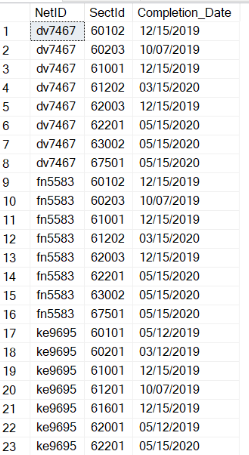 NetID SectId Completion_Date
1 dv7467 60102 12/15/2019
2 dv7467 60203 10/07/2019
3 dv7467 61001 12/15/2019
4 dv7467 61202 03/15/2020
5 dv7467 62003 12/15/2019
6 dv7467 62201 05/15/2020
7 dv7467 63002 05/15/2020
8 dv7467 67501 05/15/2020
9 fn5583 60102 12/15/2019
10 fn5583 60203 10/07/2019
11 fn5583 61001 12/15/2019
12 fn5583 61202 03/15/2020
13 fn5583 62003 12/15/2019
14 fn5583 62201 05/15/2020
15 fn5583 63002 05/15/2020
16 fn5583 67501 05/15/2020
17 ke9695 60101 05/12/2019
18 ke9695 60201 03/12/2019
19 ke9695 61001 12/15/2019
20 ke9695 61201 10/07/2019
21 ke9695 61601 12/15/2019
22 ke9695 62001 05/12/2019
23 ke9695 62201 05/15/2020